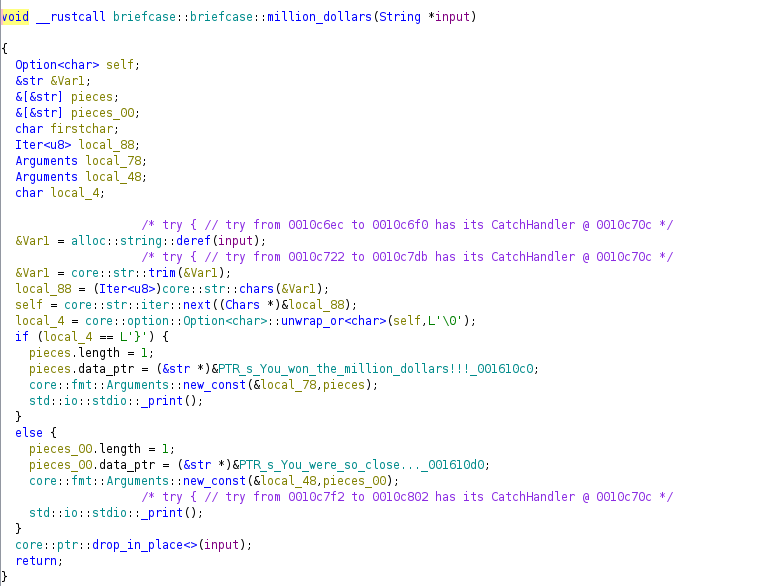 void __rustcall briefcase::briefcase::million_dollars(String *input)
{
Option<char> self;
&str &Var1;
&[&str] pieces;
&[&str] pieces_00;
char firstchar;
Iter<u8> local_88;
Arguments local_78;
Arguments local_48;
char local_4;
/* try { // try from 0010c6ec to 0010c6f0 has its CatchHandler @ 0010c70c */
&Var1 = alloc::string::deref(input);
/* try { // try from 0010c722 to 0010c7db has its CatchHandler @ 0010c70c */
&Var1 = core::str::trim(&Var1);
local_88 = (Iter<u8>)core::str::chars(&Var1);
self = core::str::iter::next((Chars *)&local_88);
local_4 = core::option::Option<char>::unwrap_or<char>(self,L'\0');
if (local_4 == L'}') {
pieces.length = 1;
pieces.data_ptr = (&str *)&PTR_s_You_won_the_million_dollars!!!_001610c0;
core::fmt::Arguments::new_const(&local_78,pieces);
std::io::stdio::_print();
}
else {
pieces_00.length = 1;
pieces_00.data_ptr = (&str *)&PTR_s_You_were_so_close..._001610d0;
core::fmt::Arguments::new_const(&local_48,pieces_00);
/* try { // try from 0010c7f2 to 0010c802 has its CatchHandler @ 0010c70c */
std::io::stdio::_print();
}
core::ptr::drop_in_place<>(input);
return;
}